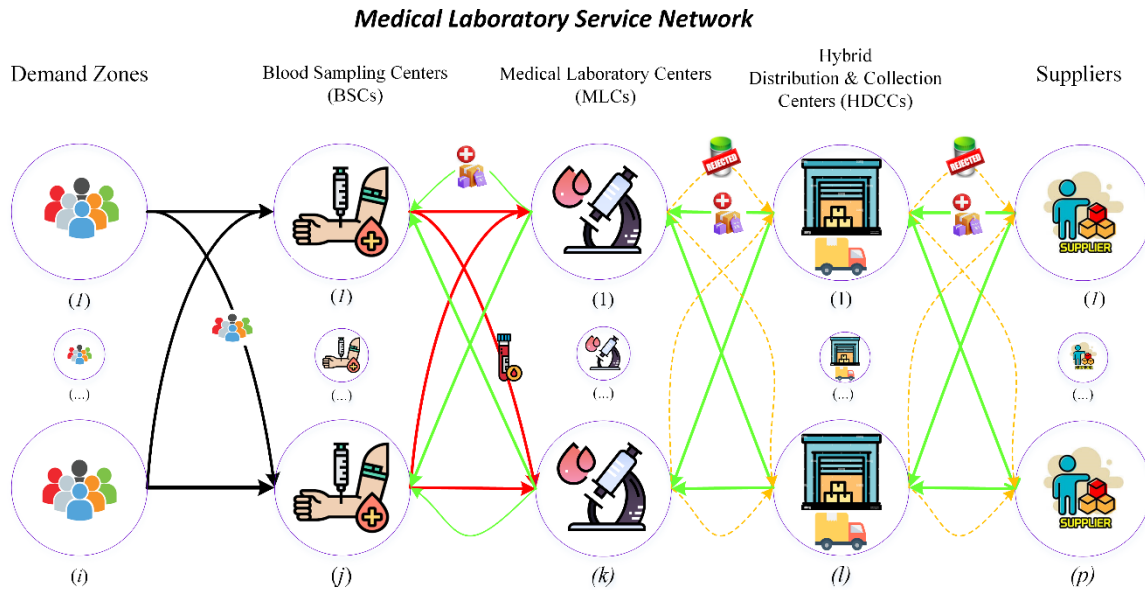 Medical Laboratory Service Network
Demand Zones
Blood Sampling Centers
(BSCs)
Medical Laboratory Centers
(MLCs)
Hybrid
Distribution & Collection
Centers (HDCCs)
Suppliers
REJECTED
REJECTED
SUPPLIER
(1)
(1)
(1)
(1)
(1)
(...)
(...)
(...)
(...)
(...)
SUPPLIER
(i)
(j)
(k)
(l)
(p)